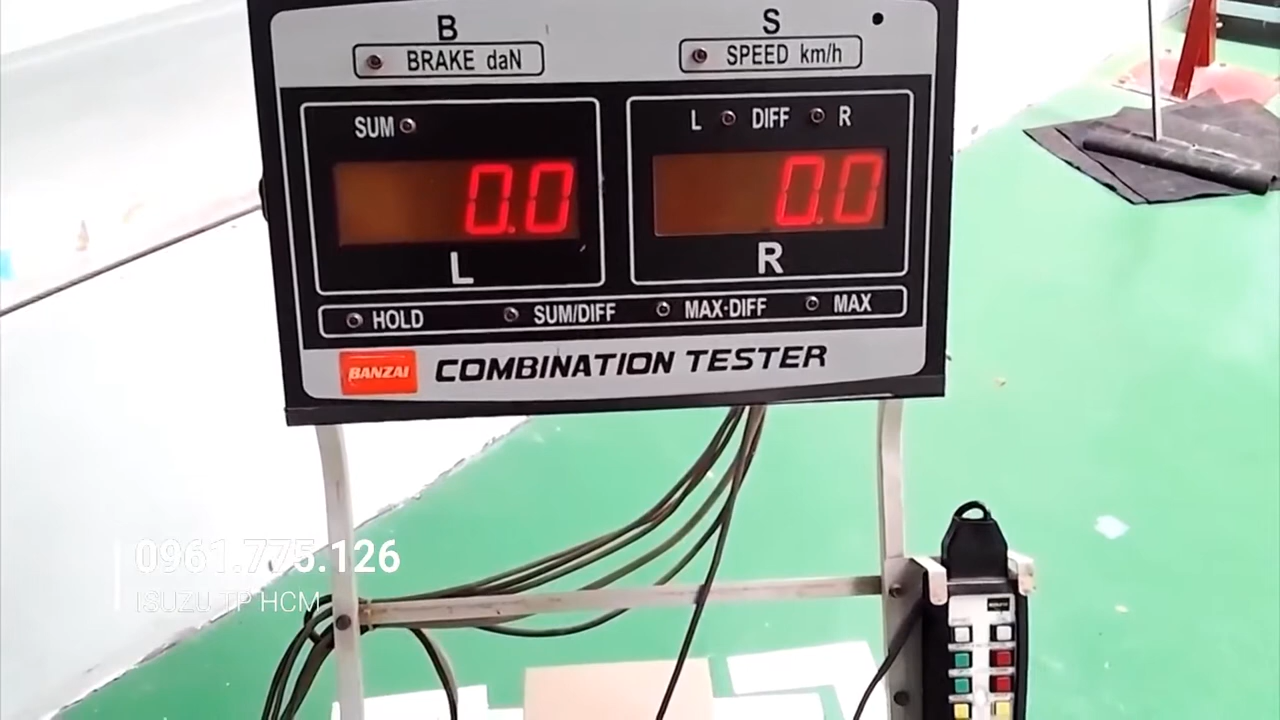 B
BRAKE daN
S
SPEED km/h
SUM
L DIFF R
0.0
0.0
L
R
HOLD SUM/DIFF MAX-DIFF MAX
BANZAI COMBINATION TESTER
0961.775.126
ISUZU TP HCM